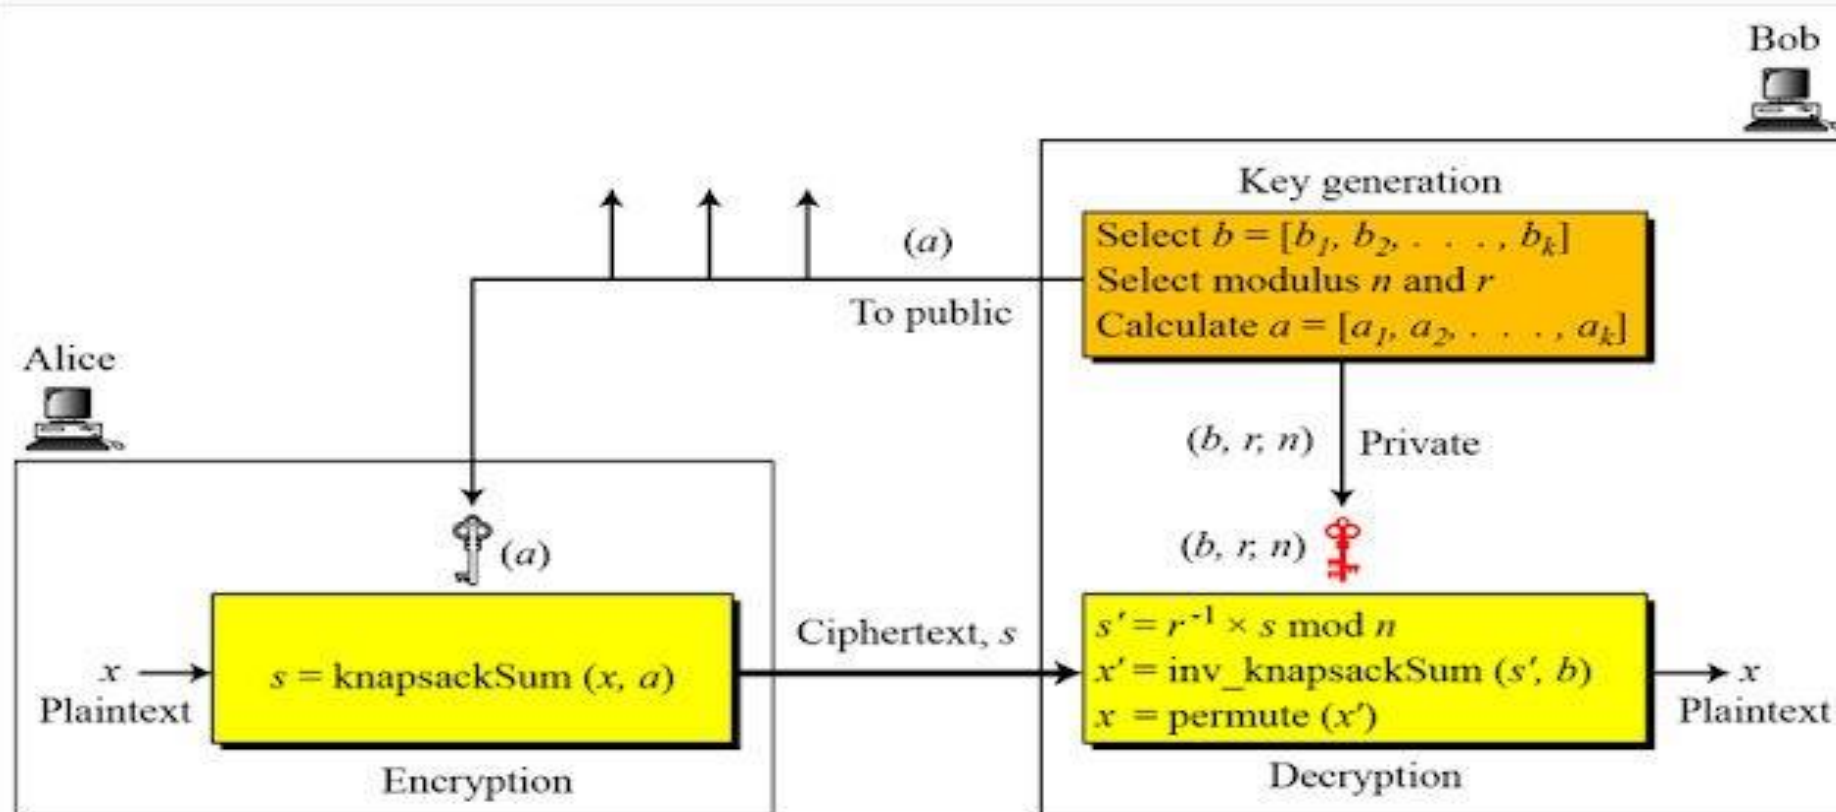 Bob
Key generation
Select b = [b₁, b₂, . . . , bₖ]
Select modulus n and r
Calculate a = [a₁, a₂, . . . , aₖ]
(a)
To public
Alice
(b, r, n) Private
(a)
(b, r, n)
x
Plaintext
s = knapsackSum (x, a)
Encryption
Ciphertext, s
s′ = r⁻¹ × s mod n
x′ = inv_knapsackSum (s′, b)
x = permute (x′)
Decryption
x
Plaintext